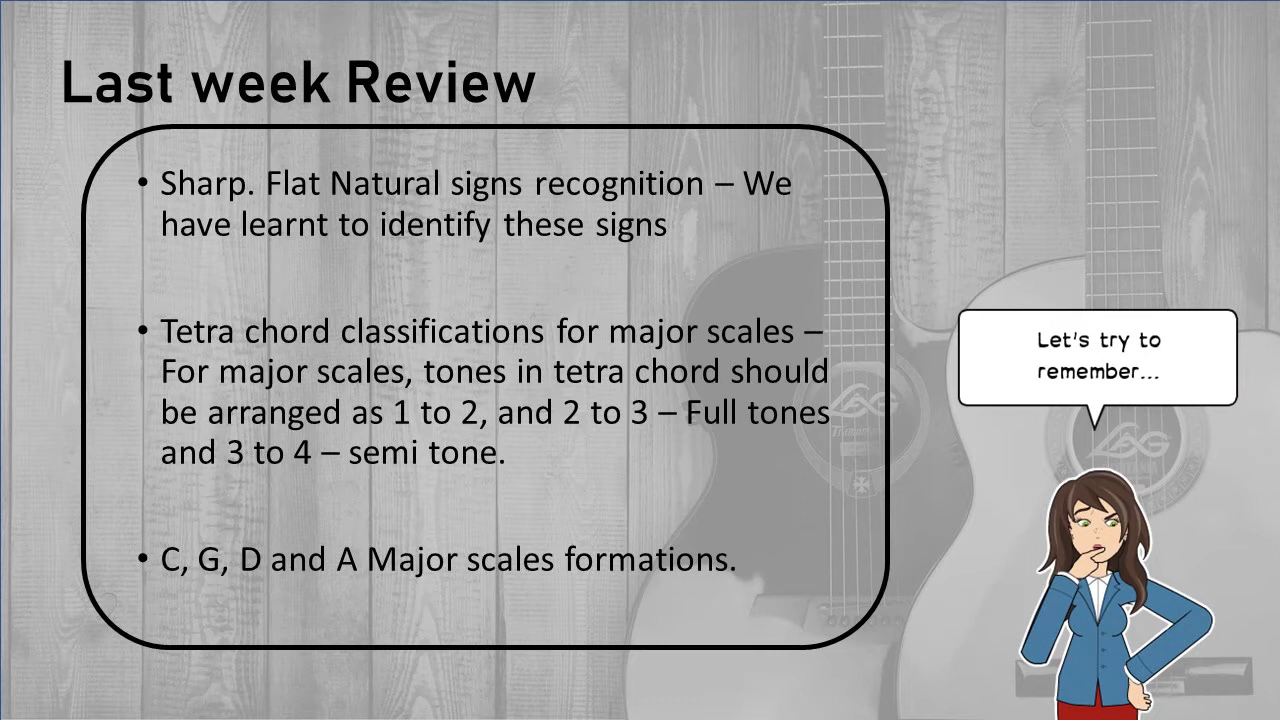 Last week Review
• Sharp. Flat Natural signs recognition – We
have learnt to identify these signs
• Tetra chord classifications for major scales –
For major scales, tones in tetra chord should
be arranged as 1 to 2, and 2 to 3 – Full tones
and 3 to 4 – semi tone.
• C, G, D and A Major scales formations.
Let's try to
remember...
LAG
LAG